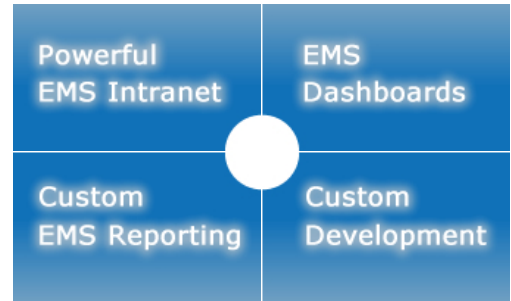 Powerful
EMS Intranet
EMS
Dashboards
Custom
EMS Reporting
Custom
Development